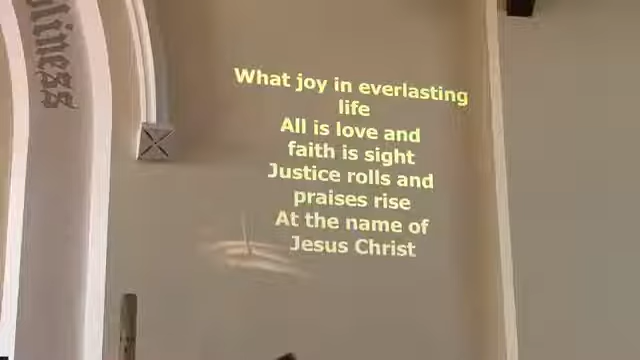 What joy in everlasting
life
All is love and
faith is sight
Justice rolls and
praises rise
At the name of
Jesus Christ